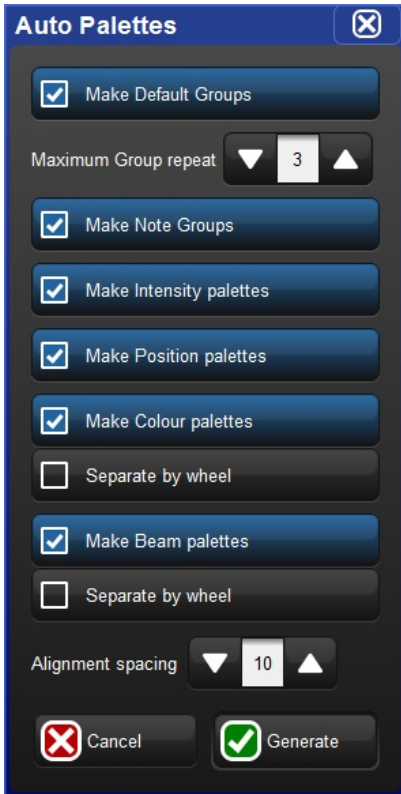 Auto Palettes
Make Default Groups
Maximum Group repeat 3
Make Note Groups
Make Intensity palettes
Make Position palettes
Make Colour palettes
Separate by wheel
Make Beam palettes
Separate by wheel
Alignment spacing 10
Cancel Generate